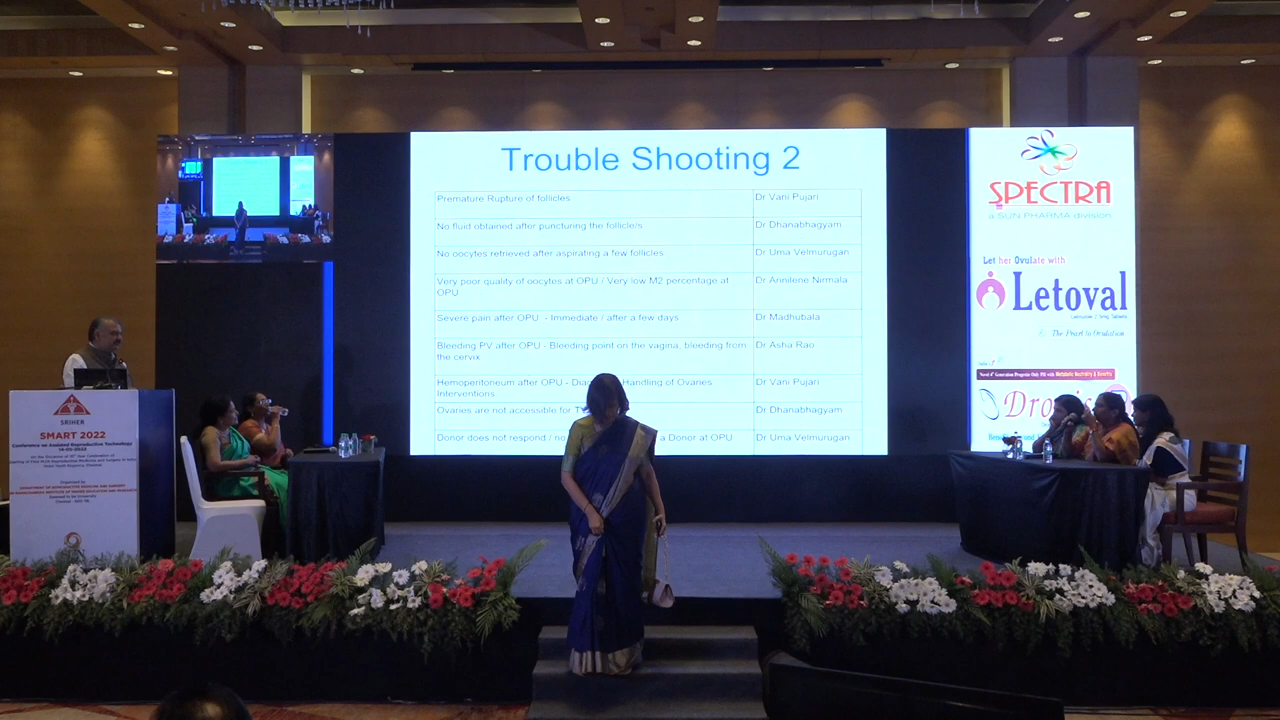 Trouble Shooting 2
Premature Rupture of follicles Dr Vani Pujari
No fluid obtained after puncturing the follicle/s Dr Dhanabhagyam
No oocytes retrieved after aspirating a few follicles Dr Uma Velmurugan
Very poor quality of oocytes at OPU / Very low M2 percentage at Dr Annilene Nirmala
OPU
Severe pain after OPU - Immediate / after a few days Dr Madhubala
Bleeding PV after OPU - Bleeding point on the vagina, bleeding from Dr Asha Rao
the cervix
Hemoperitoneum after OPU - Handling of Ovaries Dr Vani Pujari
Interventions
Ovaries are not accessible for Dr Dhanabhagyam
Donor does not respond / no a Donor at OPU Dr Uma Velmurugan
SPECTRA
a SUN PHARMA division
Let her Ovulate with
Letoval
The Pearl to Ovulation
SRIHER
SMART 2022
Conference on Assisted Reproductive Technology
14-05-2022